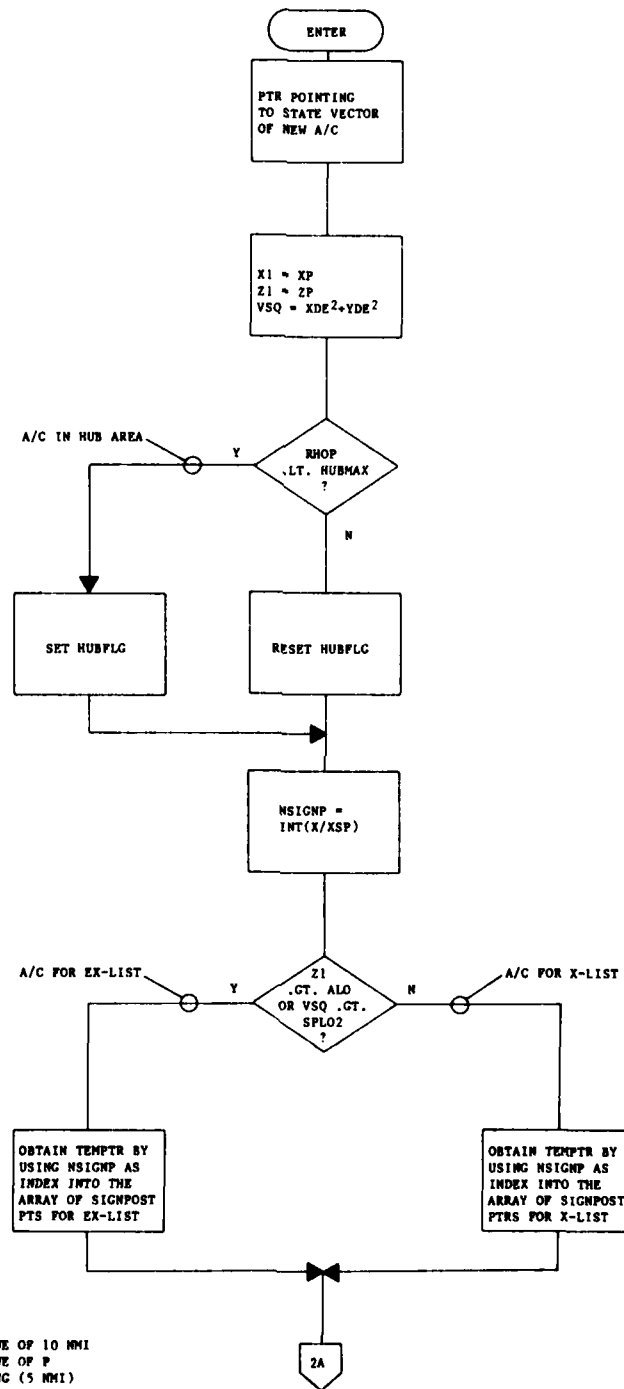 ENTER
PTR POINTING
TO STATE VECTOR
OF NEW A/C
X1 = XP
Z1 = ZP
VSQ = XDE²+YDE²
A/C IN HUB AREA
Y
RHOP
.LT. HUBMAX
?
N
SET HUBFLG
RESET HUBFLG
NSIGNP =
INT(X/XSP)
A/C FOR EX-LIST
Y
Z1
.GT. ALO
OR VSQ .GT.
SPLO2
?
N
A/C FOR X-LIST
OBTAIN TEMPTR BY
USING NSIGNP AS
INDEX INTO THE
ARRAY OF SIGNPOST
PTS FOR EX-LIST
OBTAIN TEMPTR BY
USING NSIGNP AS
INDEX INTO THE
ARRAY OF SIGNPOST
PTRS FOR X-LIST
UE OF 10 NMI
UE OF P
NG (5 NMI)
2A